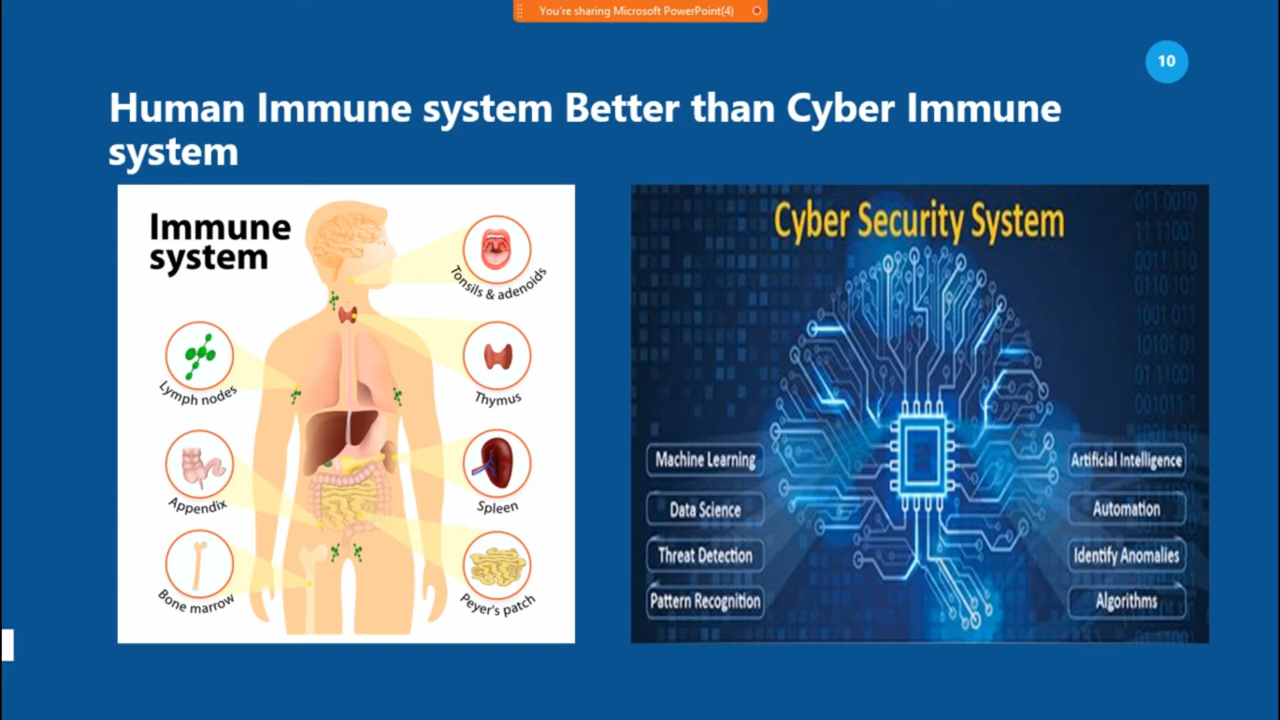 You're sharing Microsoft PowerPoint(4)
10
Human Immune system Better than Cyber Immune
system
Immune
system
Tonsils & adenoids
Lymph nodes
Thymus
Appendix
Spleen
Bone marrow
Peyer's patch
Cyber Security System
Machine Learning
Data Science
Threat Detection
Pattern Recognition
Artificial Intelligence
Automation
Identify Anomalies
Algorithms